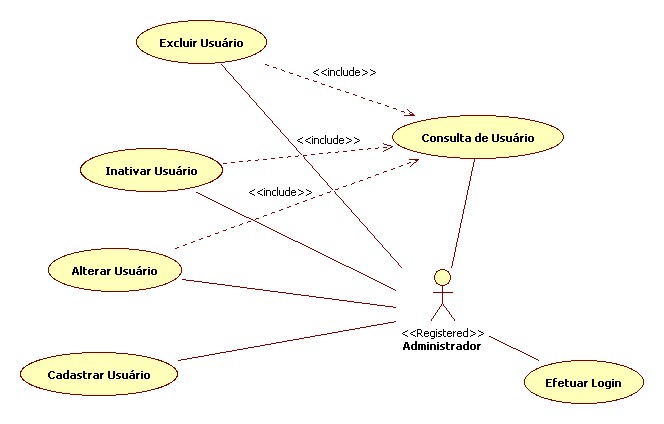 Excluir Usuário
<<include>>
Consulta de Usuário
<<include>>
Inativar Usuário
<<include>>
Alterar Usuário
<<Registered>>
Administrador
Cadastrar Usuário
Efetuar Login